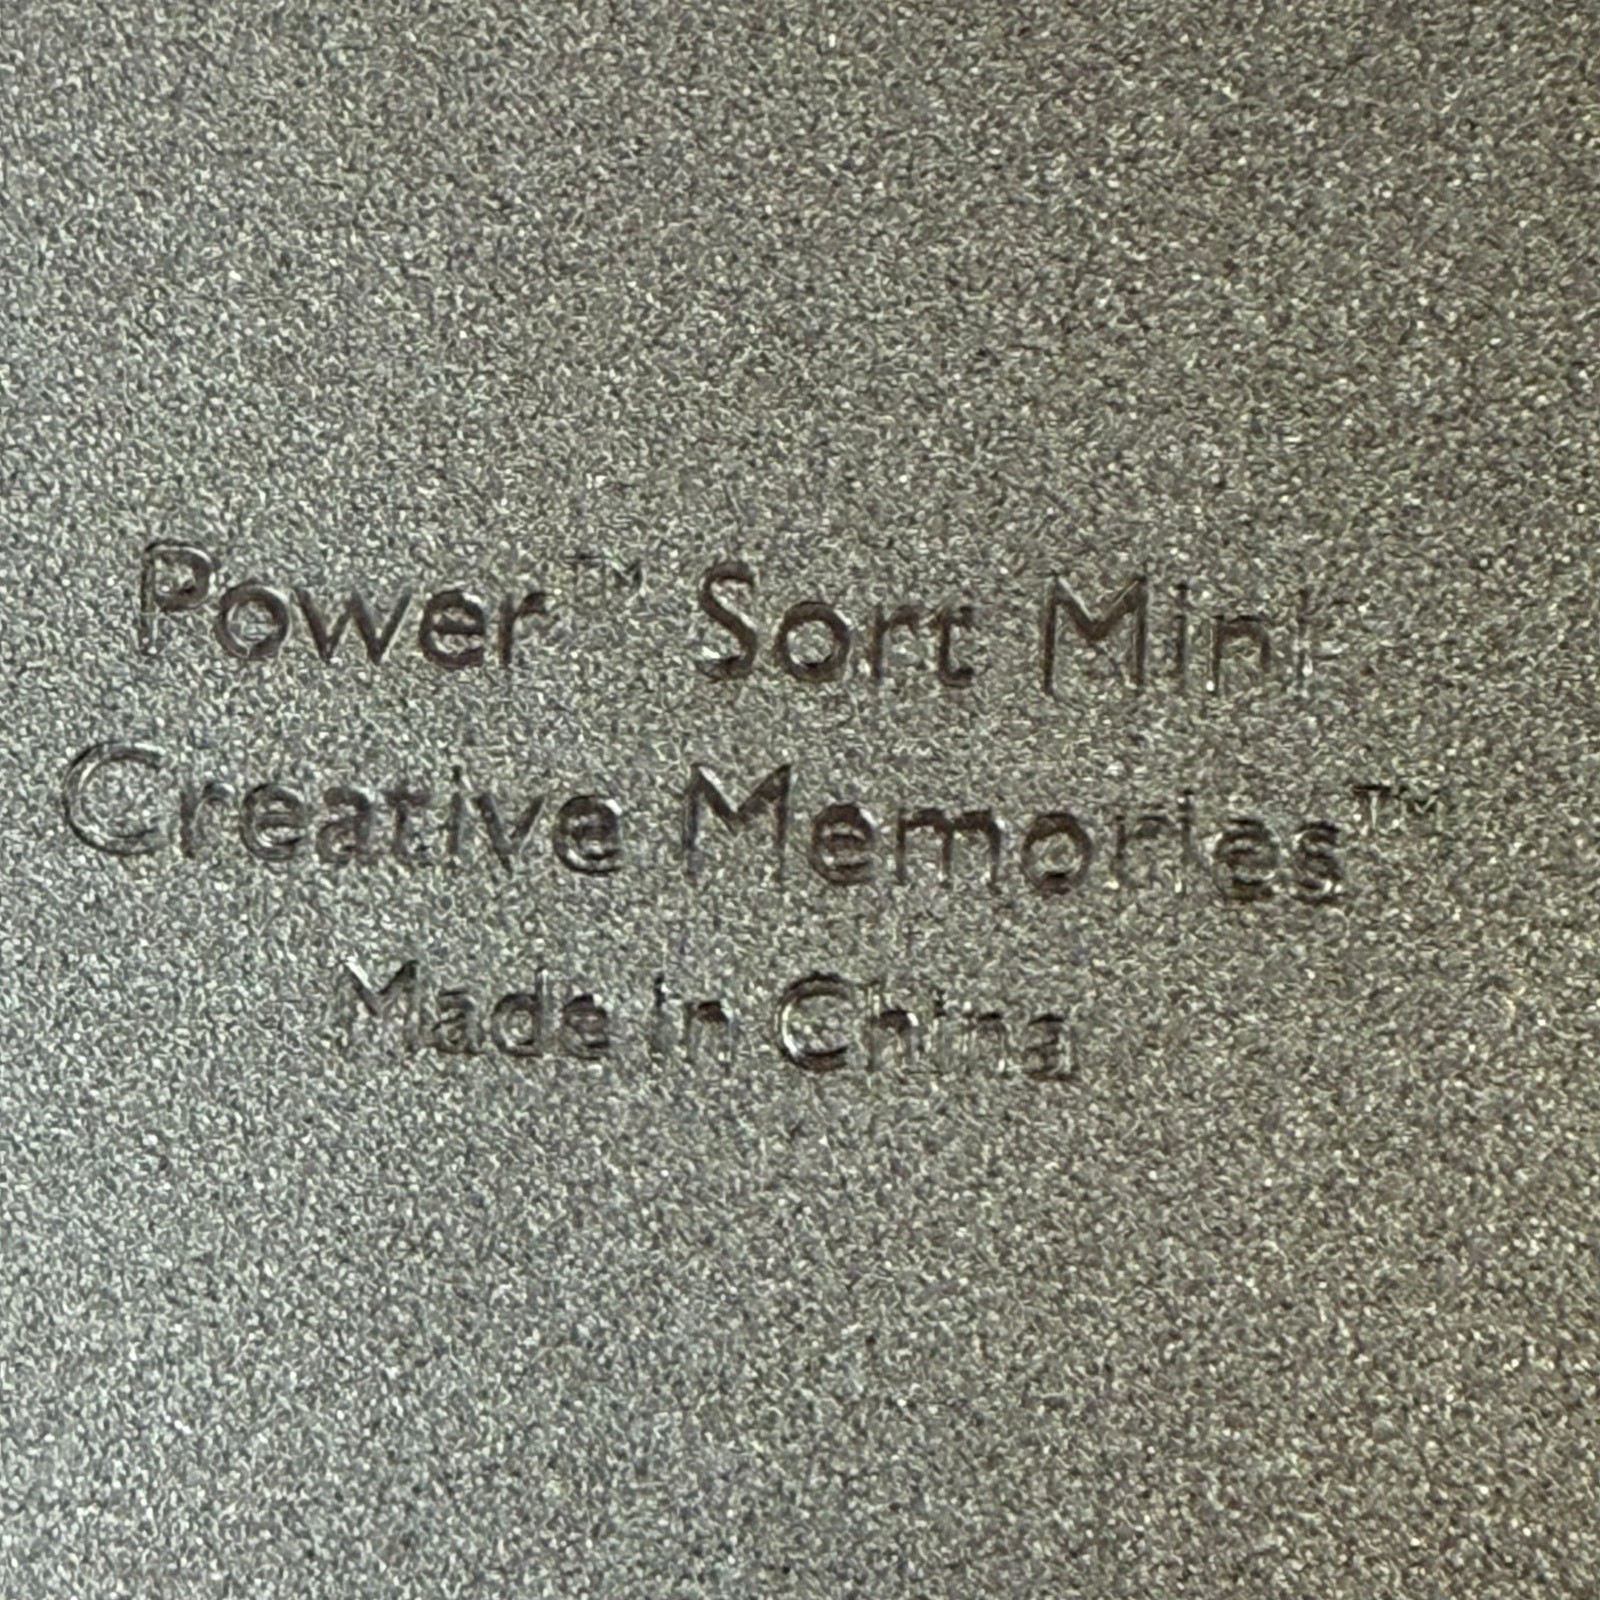 Power™ Sort Mini
Creative Memories™
Made in China